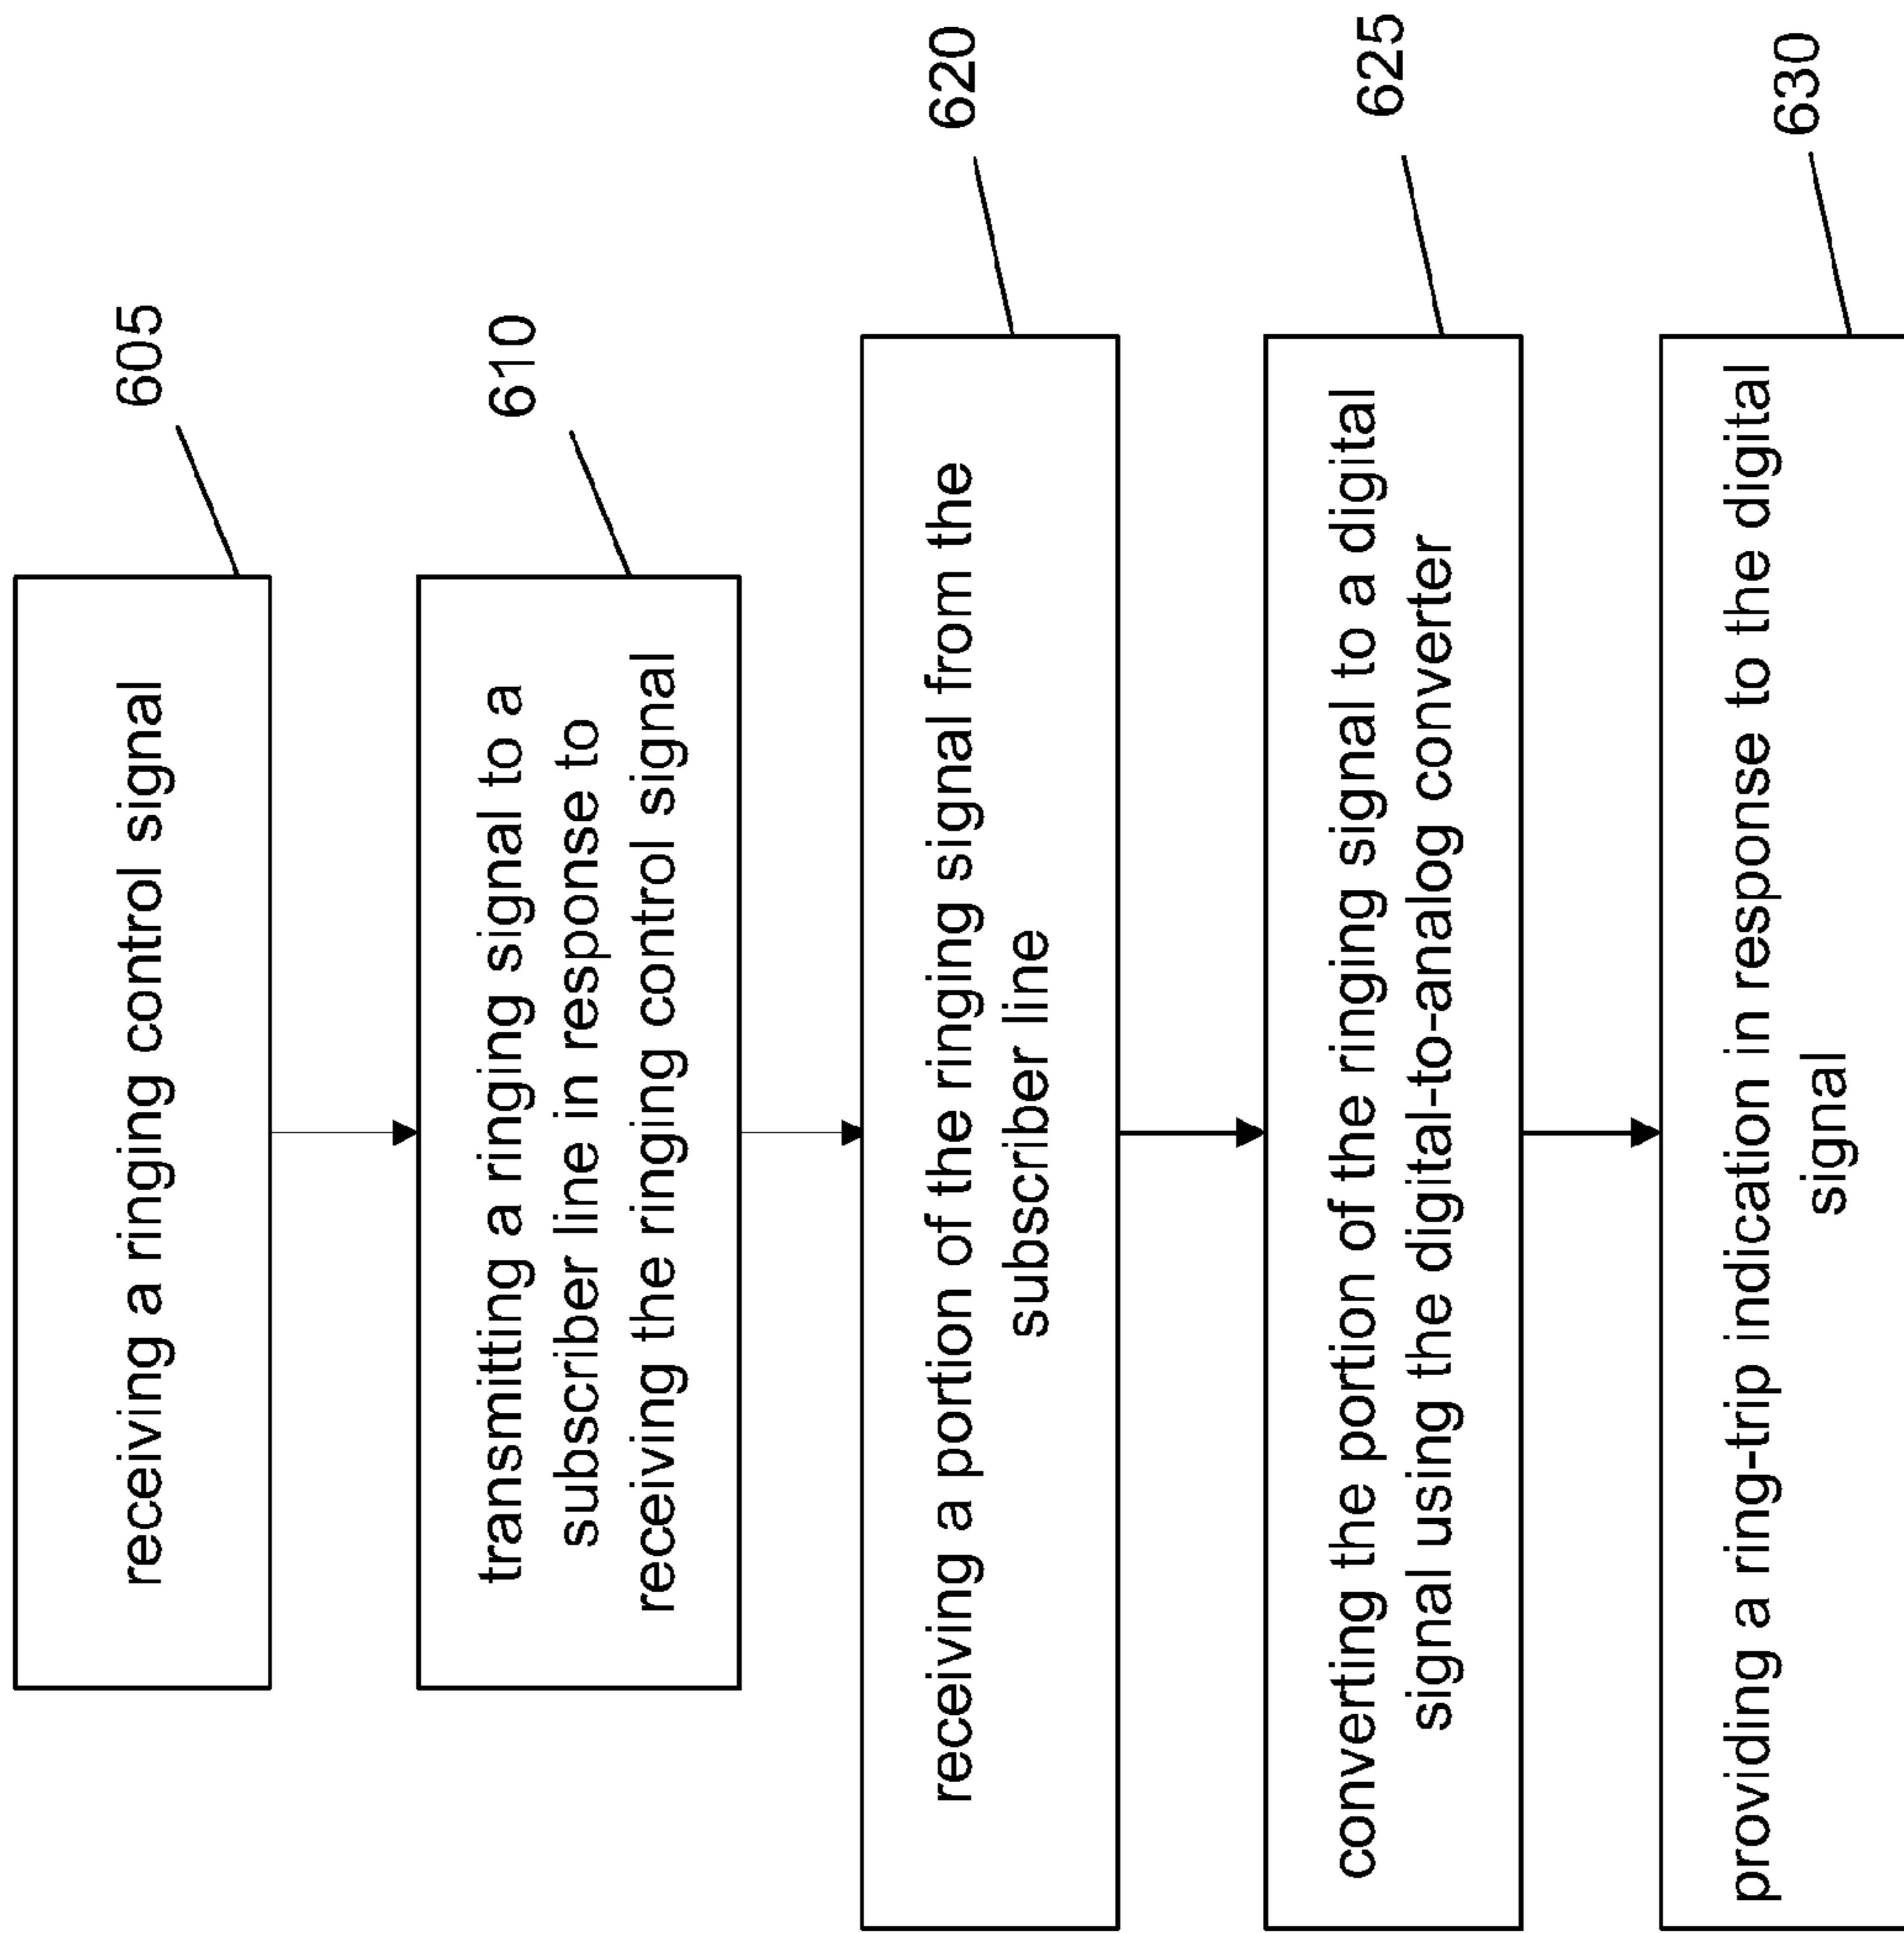 receiving a ringing control signal
605
transmitting a ringing signal to a
subscriber line in response to
receiving the ringing control signal
610
receiving a portion of the ringing signal from the
subscriber line
620
converting the portion of the ringing signal to a digital
signal using the digital-to-analog converter
625
providing a ring-trip indication in response to the digital
signal
630